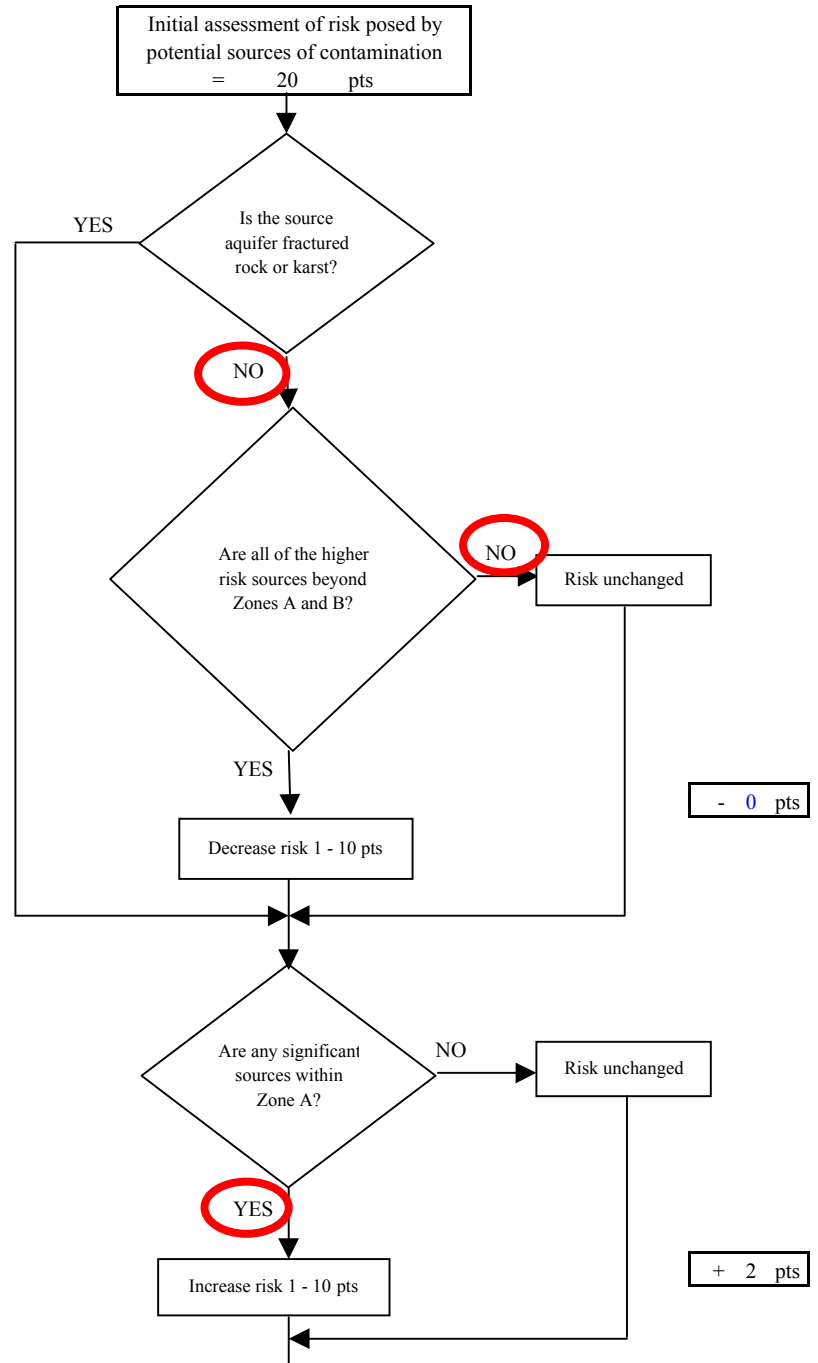 Initial assessment of risk posed by
potential sources of contamination
= 20 pts
YES
Is the source
aquifer fractured
rock or karst?
NO
Are all of the higher
risk sources beyond
Zones A and B?
NO
Risk unchanged
YES
- 0 pts
Decrease risk 1 - 10 pts
Are any significant
sources within
Zone A?
NO
Risk unchanged
YES
+ 2 pts
Increase risk 1 - 10 pts